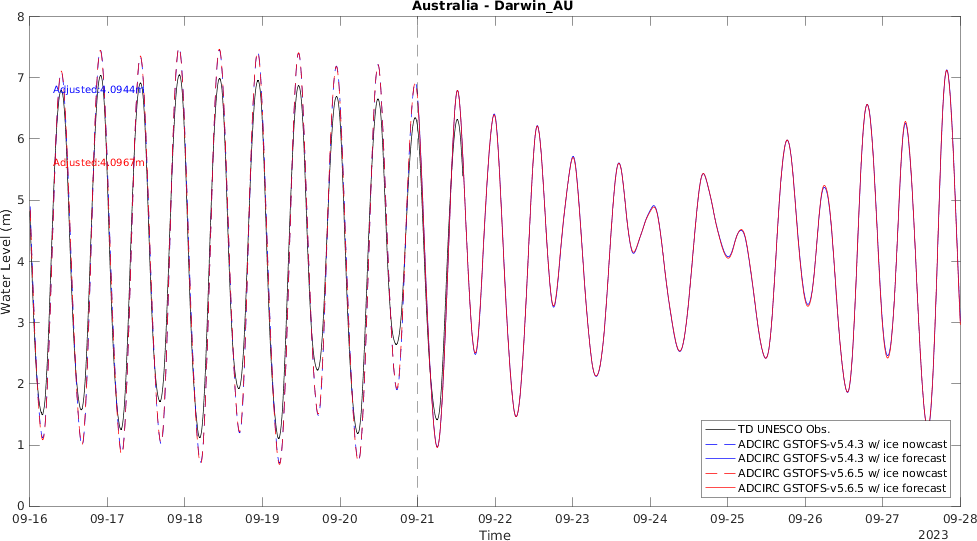 Australia - Darwin_AU
8
7
6
5
4
3
2
1
0
Water Level (m)
Adjusted:4.0944m
Adjusted:4.0967m
TD UNESCO Obs.
ADCIRC GSTOFS-v5.4.3 w/ ice nowcast
ADCIRC GSTOFS-v5.4.3 w/ ice forecast
ADCIRC GSTOFS-v5.6.5 w/ ice nowcast
ADCIRC GSTOFS-v5.6.5 w/ ice forecast
09-16 09-17 09-18 09-19 09-20 09-21 09-22 09-23 09-24 09-25 09-26 09-27 09-28
Time
2023